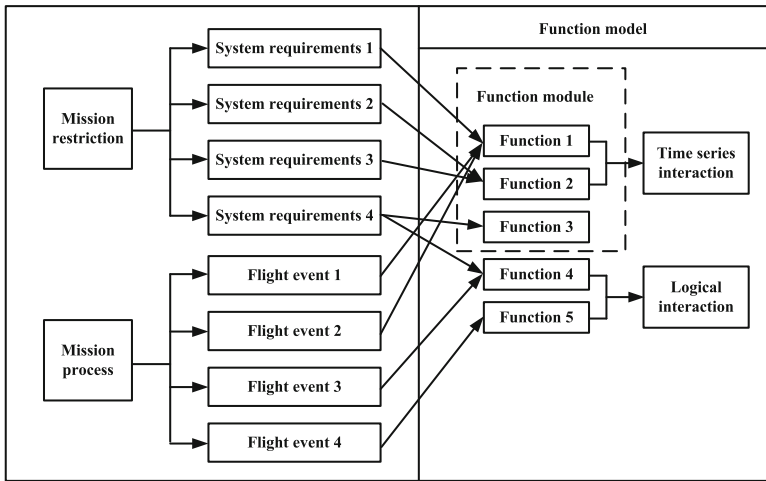 Function model
System requirements 1
System requirements 2
System requirements 3
System requirements 4
Mission
restriction
Flight event 1
Flight event 2
Flight event 3
Flight event 4
Mission
process
Function module
Function 1
Function 2
Function 3
Function 4
Function 5
Time series
interaction
Logical
interaction